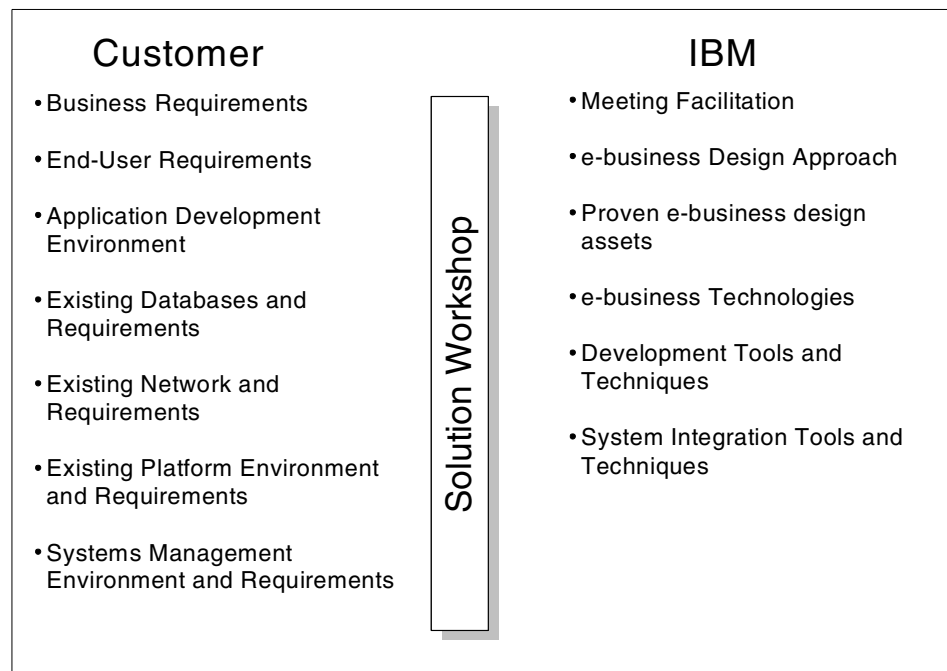 Customer
• Business Requirements
• End-User Requirements
• Application Development
Environment
• Existing Databases and
Requirements
• Existing Network and
Requirements
• Existing Platform Environment
and Requirements
• Systems Management
Environment and Requirements
Solution Workshop
IBM
• Meeting Facilitation
• e-business Design Approach
• Proven e-business design
assets
• e-business Technologies
• Development Tools and
Techniques
• System Integration Tools and
Techniques